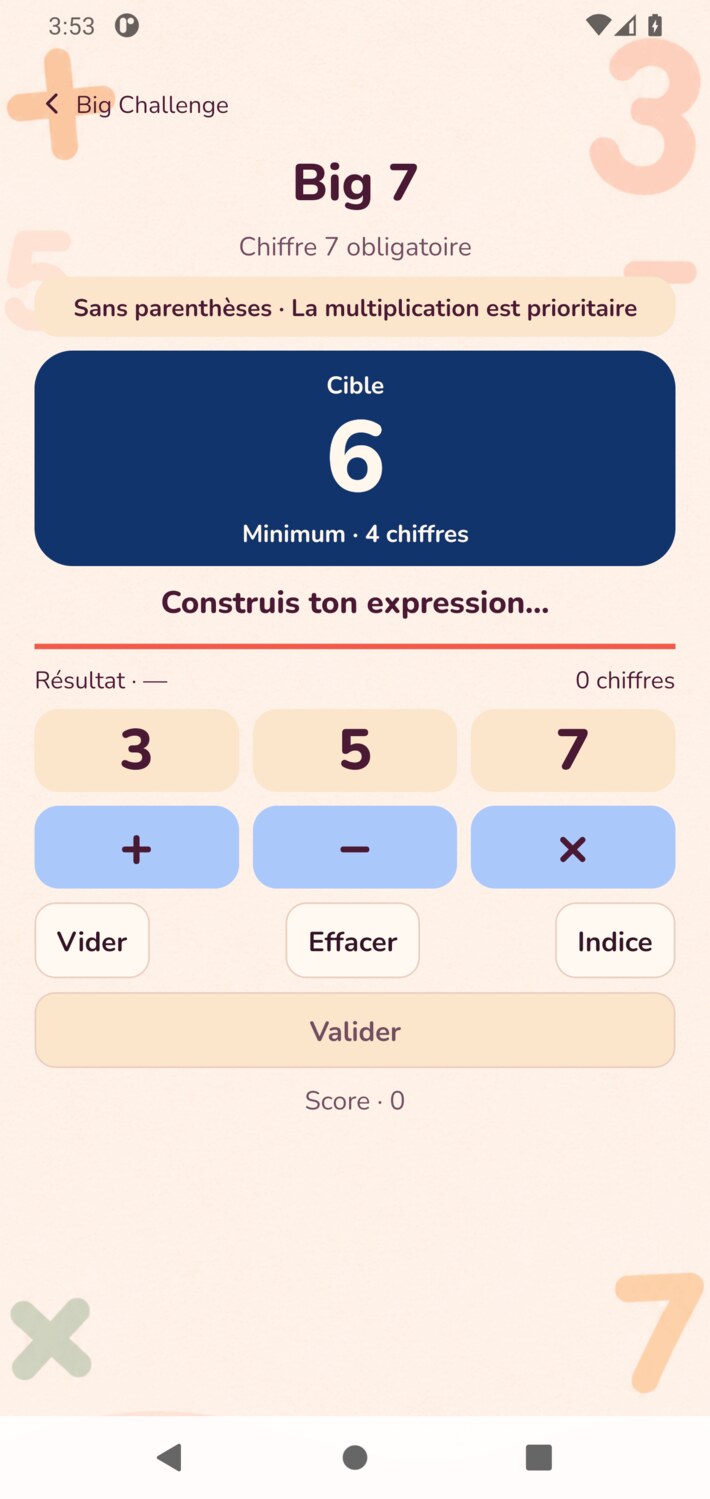 3:53
Big Challenge
Big 7
Chiffre 7 obligatoire
Sans parenthèses · La multiplication est prioritaire
Cible
6
Minimum · 4 chiffres
Construis ton expression...
Résultat · — 0 chiffres
3 5 7
+ − ×
Vider Effacer Indice
Valider
Score · 0